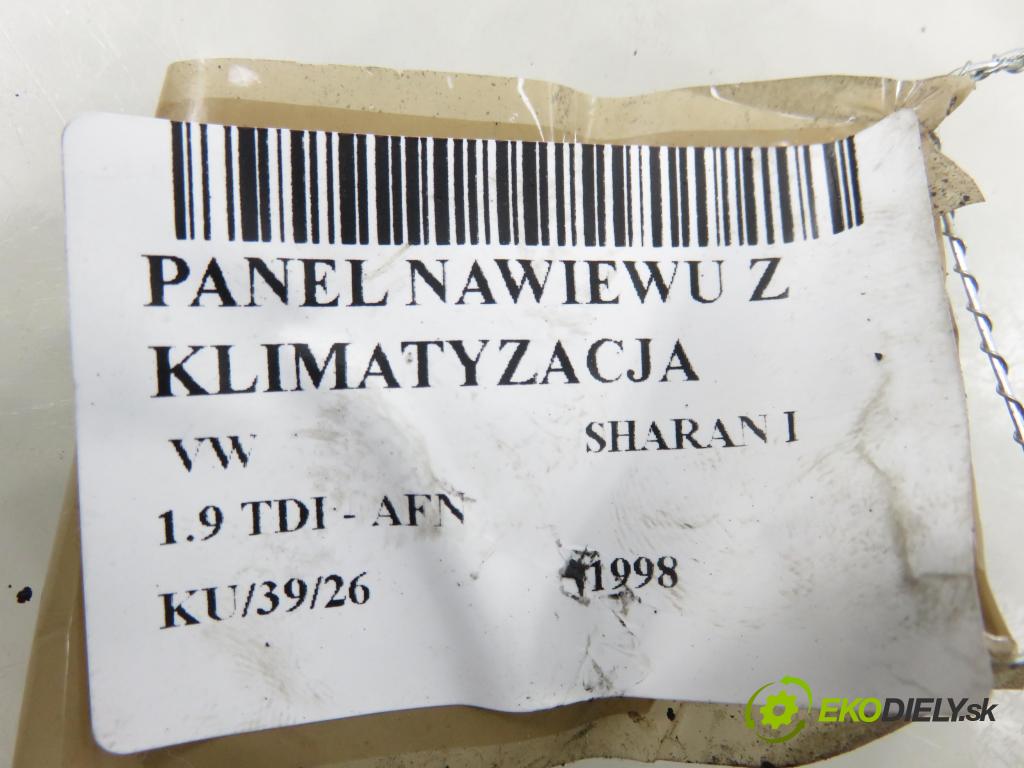 PANEL NAWIEWU Z
KLIMATYZACJA
VW SHARAN I
1.9 TDI - AFN
KU/39/26 1998
EKODIELY.sk